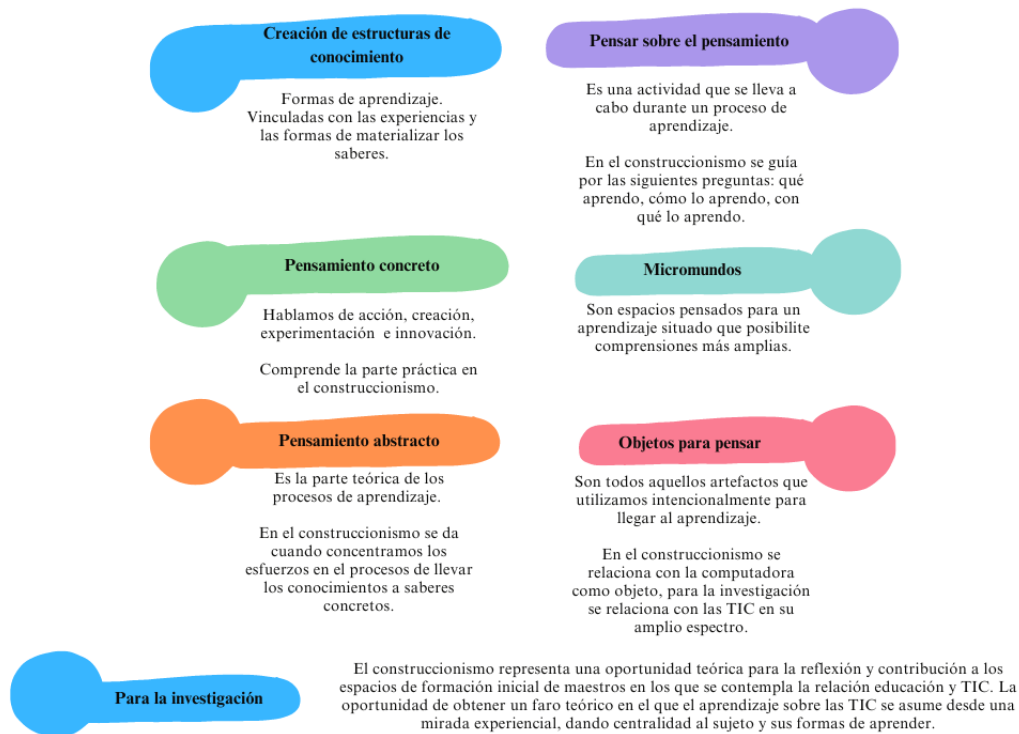 Creación de estructuras de
conocimiento
Formas de aprendizaje.
Vinculadas con las experiencias y
las formas de materializar los
saberes.
Pensar sobre el pensamiento
Es una actividad que se lleva a
cabo durante un proceso de
aprendizaje.
En el construccionismo se guía
por las siguientes preguntas: qué
aprendo, cómo lo aprendo, con
qué lo aprendo.
Pensamiento concreto
Hablamos de acción, creación,
experimentación e innovación.
Comprende la parte práctica en
el construccionismo.
Micromundos
Son espacios pensados para un
aprendizaje situado que posibilite
comprensiones más amplias.
Pensamiento abstracto
Es la parte teórica de los
procesos de aprendizaje.
En el construccionismo se da
cuando concentramos los
esfuerzos en el procesos de llevar
los conocimientos a saberes
concretos.
Objetos para pensar
Son todos aquellos artefactos que
utilizamos intencionalmente para
llegar al aprendizaje.
En el construccionismo se
relaciona con la computadora
como objeto, para la investigación
se relaciona con las TIC en su
amplio espectro.
Para la investigación
El construccionismo representa una oportunidad teórica para la reflexión y contribución a los
espacios de formación inicial de maestros en los que se contempla la relación educación y TIC. La
oportunidad de obtener un faro teórico en el que el aprendizaje sobre las TIC se asume desde una
mirada experiencial, dando centralidad al sujeto y sus formas de aprender.